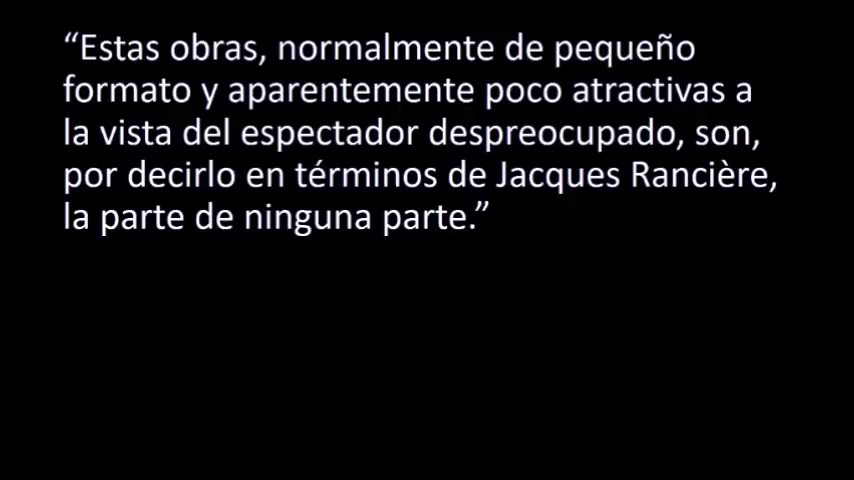 “Estas obras, normalmente de pequeño
formato y aparentemente poco atractivas a
la vista del espectador despreocupado, son,
por decirlo en términos de Jacques Rancière,
la parte de ninguna parte.”